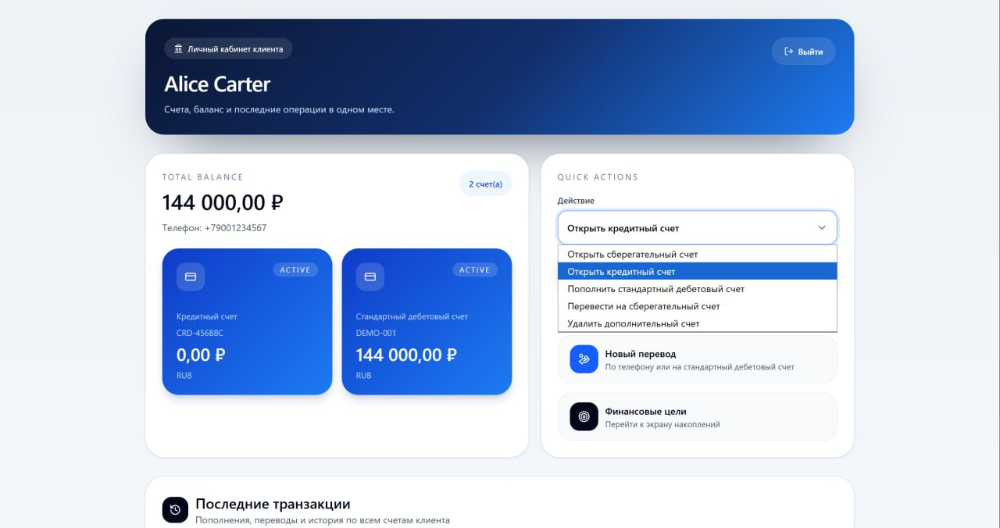 Личный кабинет клиента
Выйти
Alice Carter
Счета, баланс и последние операции в одном месте.
TOTAL BALANCE
2 счет(а)
144 000,00 ₽
Телефон: +79001234567
ACTIVE
Кредитный счет
CRD-456B8C
0,00 ₽
RUB
ACTIVE
Стандартный дебетовый счет
DEMO-001
144 000,00 ₽
RUB
QUICK ACTIONS
Действие
Открыть кредитный счет
Открыть сберегательный счет
Открыть кредитный счет
Пополнить стандартный дебетовый счет
Перевести на сберегательный счет
Удалить дополнительный счет
Новый перевод
По телефону или на стандартный дебетовый счет
Финансовые цели
Перейти к экрану накоплений
Последние транзакции
Пополнения, переводы и история по всем счетам клиента